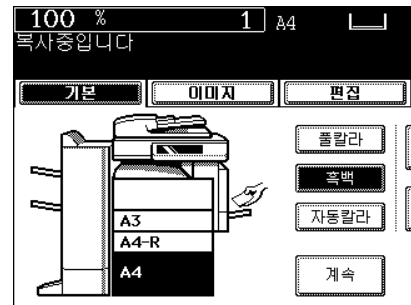 100 % 1 A4
복사중입니다
기본 이미지 편집
풀칼라
흑백
자동칼라
A3
A4-R
A4
계속